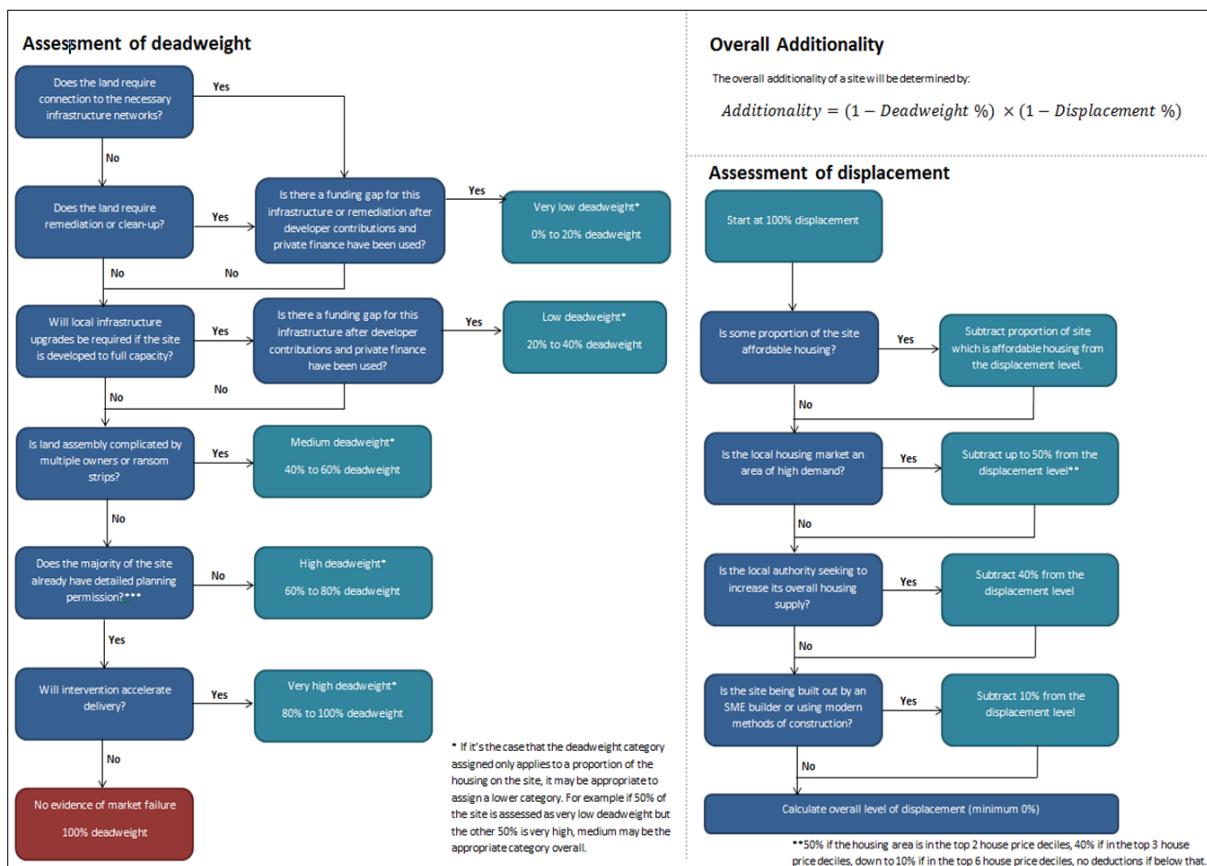 Assessment of deadweight
Does the land require
connection to the necessary
infrastructure networks?
Yes
No
Does the land require
remediation or clean-up?
Yes
Is there a funding gap for this
infrastructure or remediation after
developer contributions and
private finance have been used?
Yes
Very low deadweight*
0% to 20% deadweight
No
No
Will local infrastructure
upgrades be required if the site
is developed to full capacity?
Yes
Is there a funding gap for this
infrastructure after developer
contributions and private finance
have been used?
Yes
Low deadweight*
20% to 40% deadweight
No
No
Is land assembly complicated by
multiple owners or ransom
strips?
Yes
Medium deadweight*
40% to 60% deadweight
No
Does the majority of the site
already have detailed planning
permission?***
No
High deadweight*
60% to 80% deadweight
Yes
Will intervention accelerate
delivery?
Yes
Very high deadweight*
80% to 100% deadweight
No
No evidence of market failure
100% deadweight
* If it's the case that the deadweight category
assigned only applies to a proportion of the
housing on the site, it may be appropriate to
assign a lower category. For example if 50% of
the site is assessed as very low deadweight but
the other 50% is very high, medium may be the
appropriate category overall.
Overall Additionality
The overall additionality of a site will be determined by:
Additionality = (1 − Deadweight %) × (1 − Displacement %)
Assessment of displacement
Start at 100% displacement
Is some proportion of the site
affordable housing?
Yes
Subtract proportion of site
which is affordable housing from
the displacement level.
No
Is the local housing market an
area of high demand?
Yes
Subtract up to 50% from the
displacement level**
No
Is the local authority seeking to
increase its overall housing
supply?
Yes
Subtract 40% from the
displacement level
No
Is the site being built out by an
SME builder or using modern
methods of construction?
Yes
Subtract 10% from the
displacement level
No
Calculate overall level of displacement (minimum 0%)
**50% if the housing area is in the top 2 house price deciles, 40% if in the top 3 house
price deciles, down to 10% if in the top 6 house price deciles, no deductions if below that.